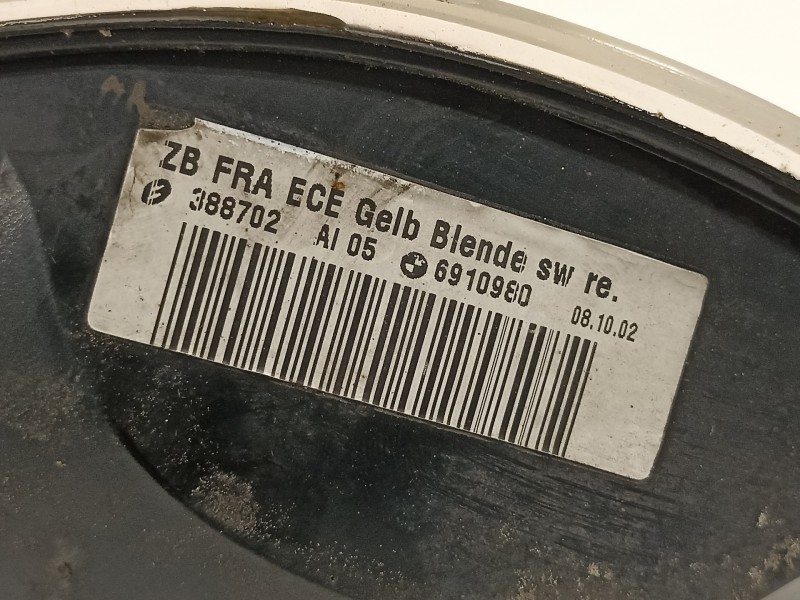 ZB FRA ECE Gelb Blende sw re.
388702 AI 05 6910980 08.10.02